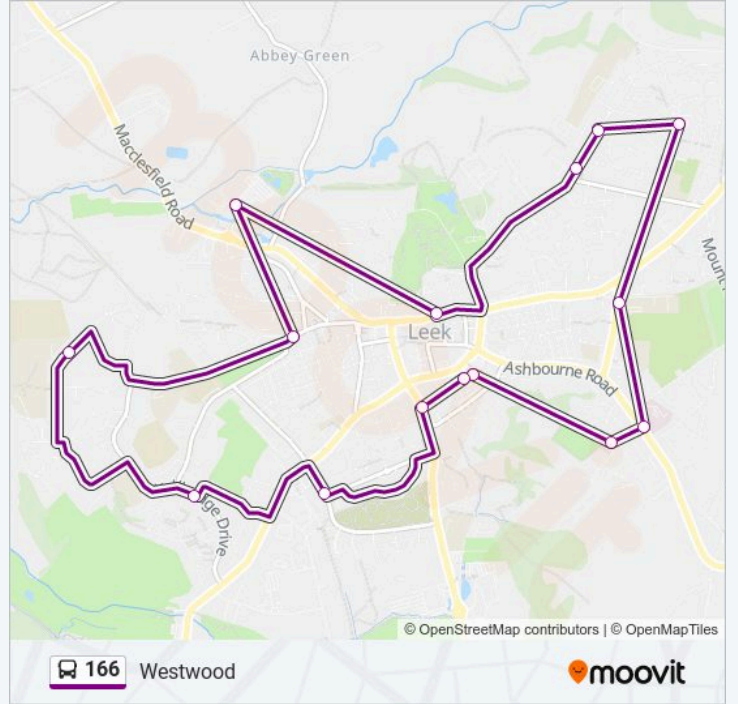 Abbey Green
Macclesfield Road
Mount
Leek
Ashbourne Road
ge Drive
© OpenStreetMap contributors | © OpenMapTiles
166 Westwood
moovit